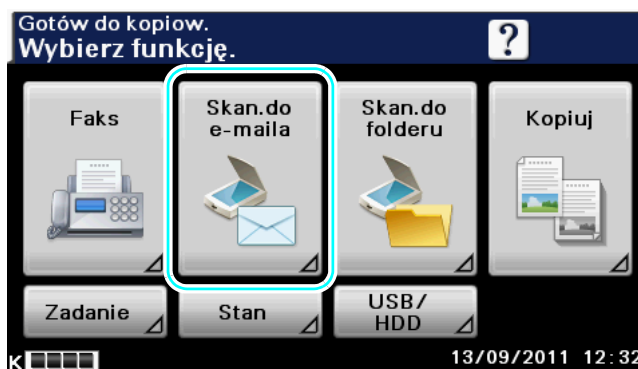 Gotów do kopiow.
Wybierz funkcję.
?
Faks
Skan.do
e-maila
Skan.do
folderu
Kopiuj
Zadanie
Stan
USB/
HDD
K
13/09/2011 12:32